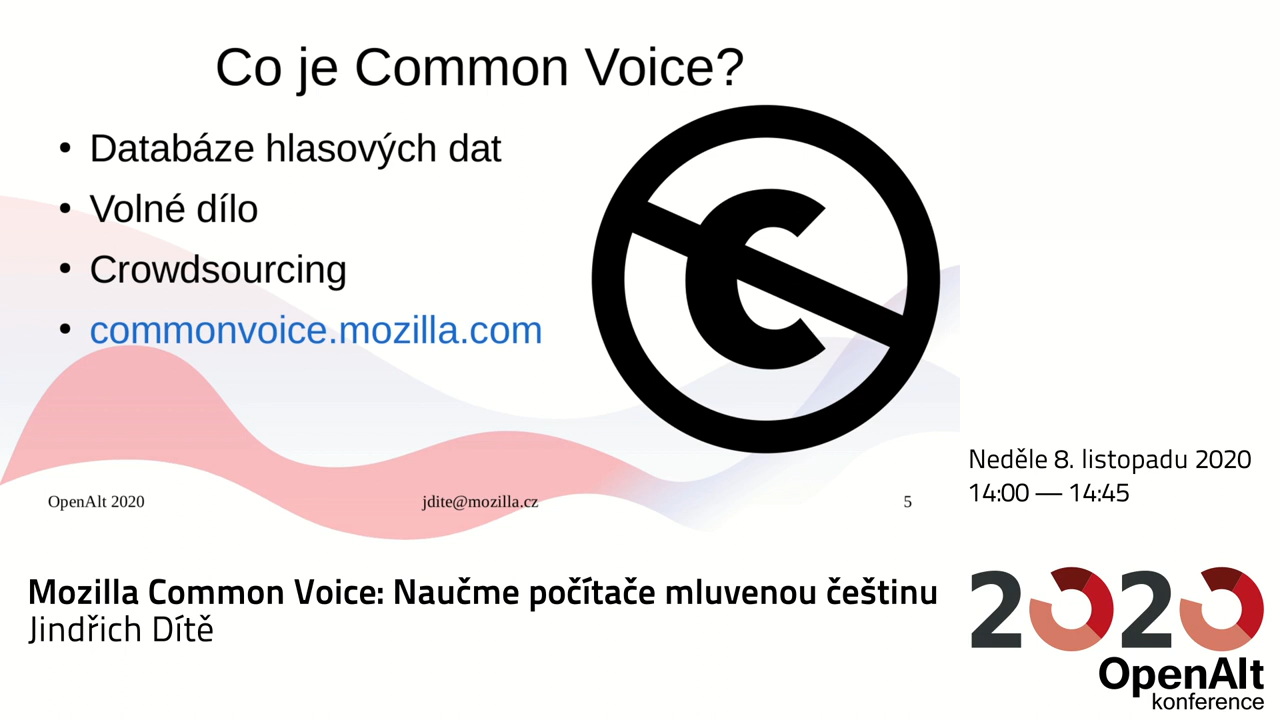 Co je Common Voice?
• Databáze hlasových dat
• Volné dílo
• Crowdsourcing
• commonvoice.mozilla.com
OpenAlt 2020
jdite@mozilla.cz
5
Neděle 8. listopadu 2020
14:00 — 14:45
Mozilla Common Voice: Naučme počítače mluvenou češtinu
Jindřich Dítě
2020
OpenAlt
konference